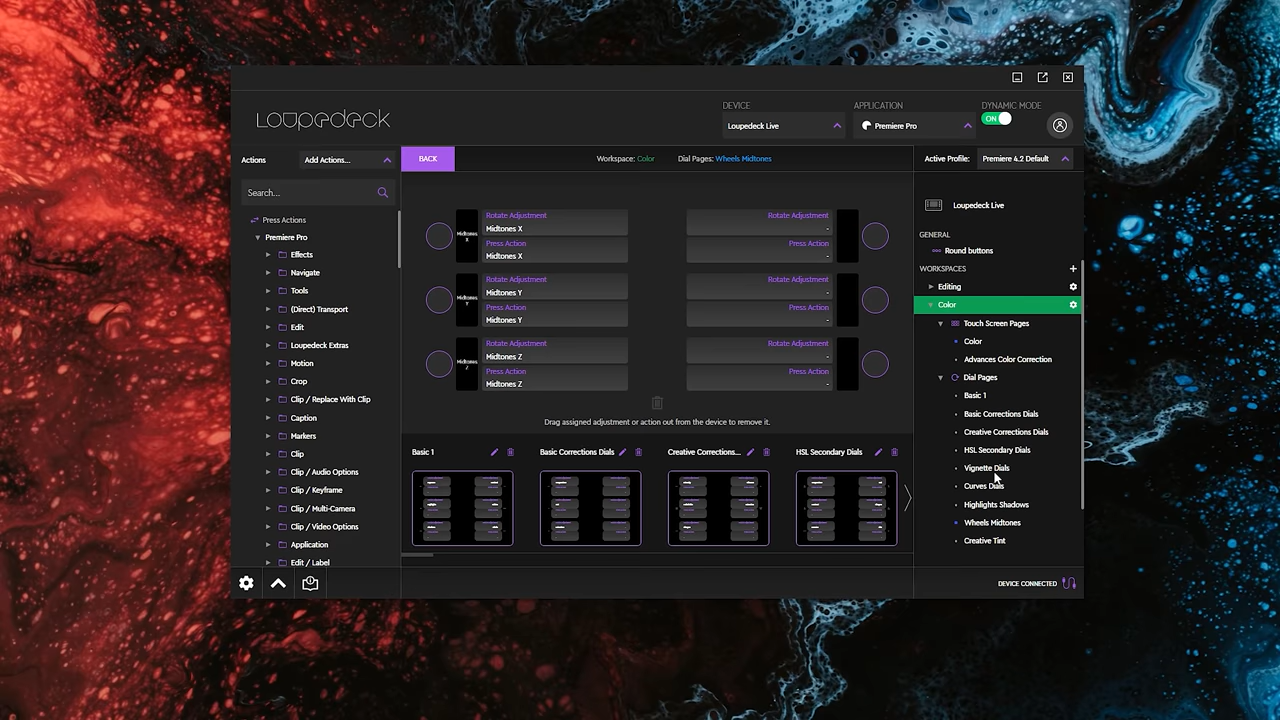 Loupedeck
DEVICE
Loupedeck Live
APPLICATION
Premiere Pro
DYNAMIC MODE
ON
Actions
Add Actions...
BACK
Workspace: Color
Dial Pages: Wheels Midtones
Active Profile:
Premiere 4.2 Default
Search...
Press Actions
Premiere Pro
Effects
Navigate
Tools
(Direct) Transport
Edit
Loupedeck Extras
Motion
Crop
Clip / Replace With Clip
Caption
Markers
Clip
Clip / Audio Options
Clip / Keyframe
Clip / Multi-Camera
Clip / Video Options
Application
Edit / Label
Midtones
X
Rotate Adjustment
Midtones X
Press Action
Midtones X
Rotate Adjustment
-
Press Action
-
Midtones
Y
Rotate Adjustment
Midtones Y
Press Action
Midtones Y
Rotate Adjustment
-
Press Action
-
Midtones
Z
Rotate Adjustment
Midtones Z
Press Action
Midtones Z
Rotate Adjustment
-
Press Action
-
Drag assigned adjustment or action out from the device to remove it.
Basic 1
Basic Corrections Dials
Creative Corrections...
HSL Secondary Dials
Loupedeck Live
GENERAL
Round buttons
WORKSPACES
+
Editing
Color
Touch Screen Pages
Color
Advances Color Correction
Dial Pages
Basic 1
Basic Corrections Dials
Creative Corrections Dials
HSL Secondary Dials
Vignette Dials
Curves Dials
Highlights Shadows
Wheels Midtones
Creative Tint
DEVICE CONNECTED